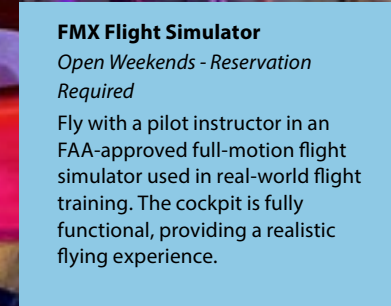 FMX Flight Simulator
Open Weekends - Reservation
Required
Fly with a pilot instructor in an
FAA-approved full-motion flight
simulator used in real-world flight
training. The cockpit is fully
functional, providing a realistic
flying experience.